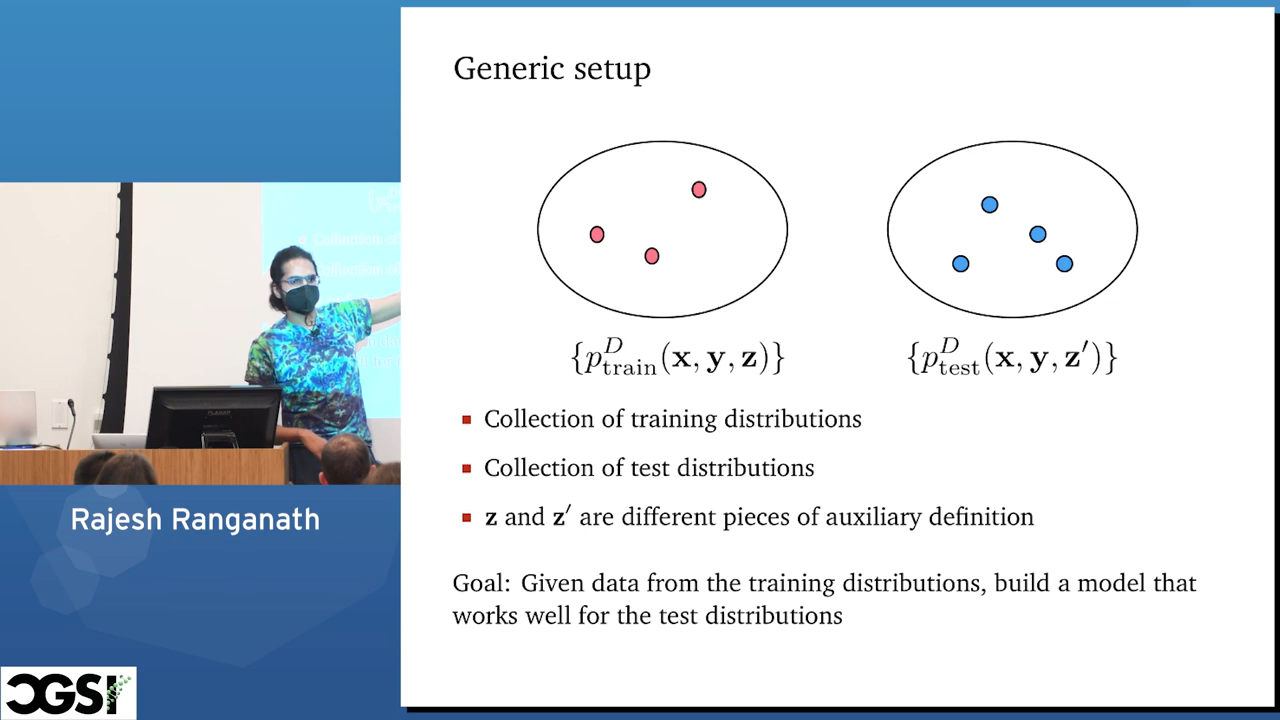 Generic setup
{p^D_train(x, y, z)}
{p^D_test(x, y, z′)}
Collection of training distributions
Collection of test distributions
z and z′ are different pieces of auxiliary definition
Goal: Given data from the training distributions, build a model that
works well for the test distributions
Rajesh Ranganath
CGSI